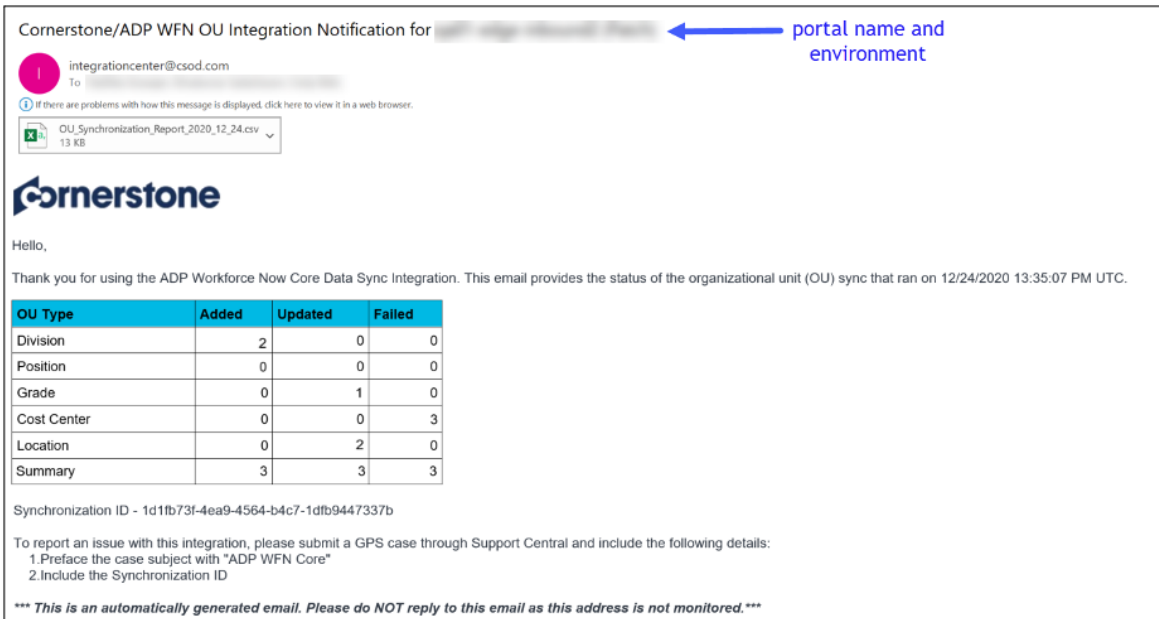 Cornerstone/ADP WFN OU Integration Notification for
portal name and
environment
I
integrationcenter@csod.com
To
If there are problems with how this message is displayed, click here to view it in a web browser.
OU_Synchronization_Report_2020_12_24.csv
13 KB
cornerstone
Hello,
Thank you for using the ADP Workforce Now Core Data Sync Integration. This email provides the status of the organizational unit (OU) sync that ran on 12/24/2020 13:35:07 PM UTC.
OU Type Added Updated Failed
Division 2 0 0
Position 0 0 0
Grade 0 1 0
Cost Center 0 0 3
Location 0 2 0
Summary 3 3 3
Synchronization ID - 1d1fb73f-4ea9-4564-b4c7-1dfb9447337b
To report an issue with this integration, please submit a GPS case through Support Central and include the following details:
1.Preface the case subject with "ADP WFN Core"
2.Include the Synchronization ID
*** This is an automatically generated email. Please do NOT reply to this email as this address is not monitored.***